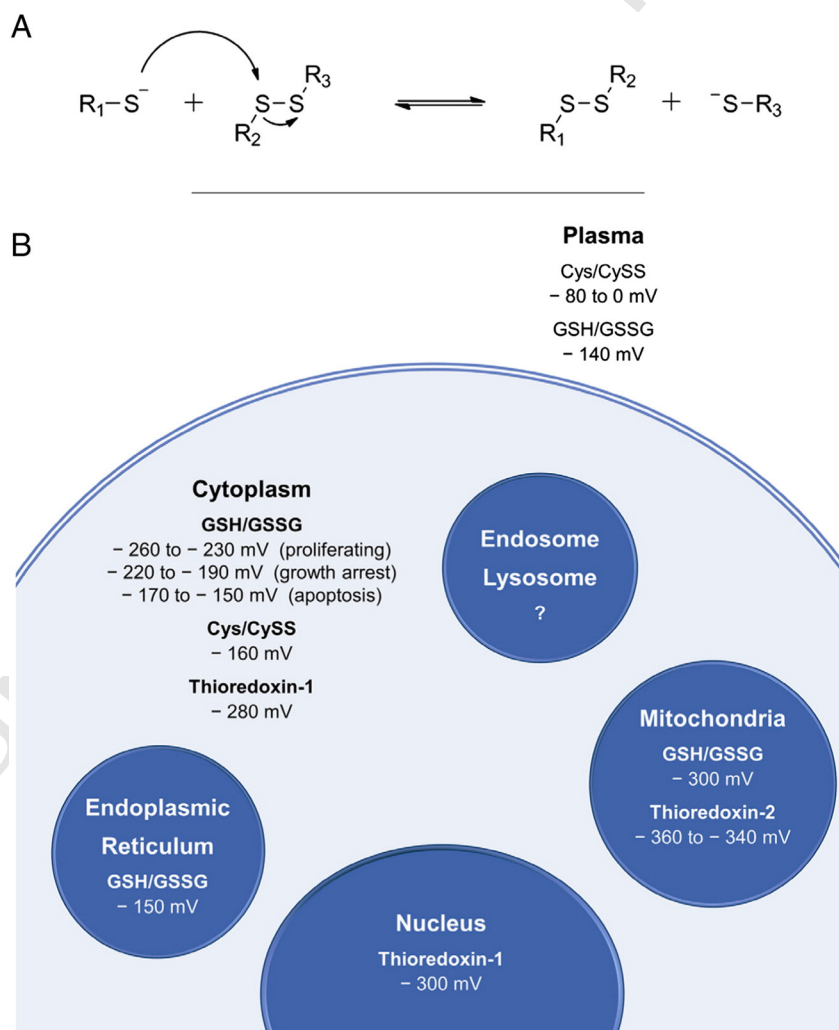 A
R1–S− + S–S R3 R2 ⇌ S–S R2 R1 + −S–R3
B
Plasma
Cys/CySS
− 80 to 0 mV
GSH/GSSG
− 140 mV
Cytoplasm
GSH/GSSG
− 260 to − 230 mV (proliferating)
− 220 to − 190 mV (growth arrest)
− 170 to − 150 mV (apoptosis)
Cys/CySS
− 160 mV
Thioredoxin-1
− 280 mV
Endosome
Lysosome
?
Mitochondria
GSH/GSSG
− 300 mV
Thioredoxin-2
− 360 to − 340 mV
Endoplasmic
Reticulum
GSH/GSSG
− 150 mV
Nucleus
Thioredoxin-1
− 300 mV